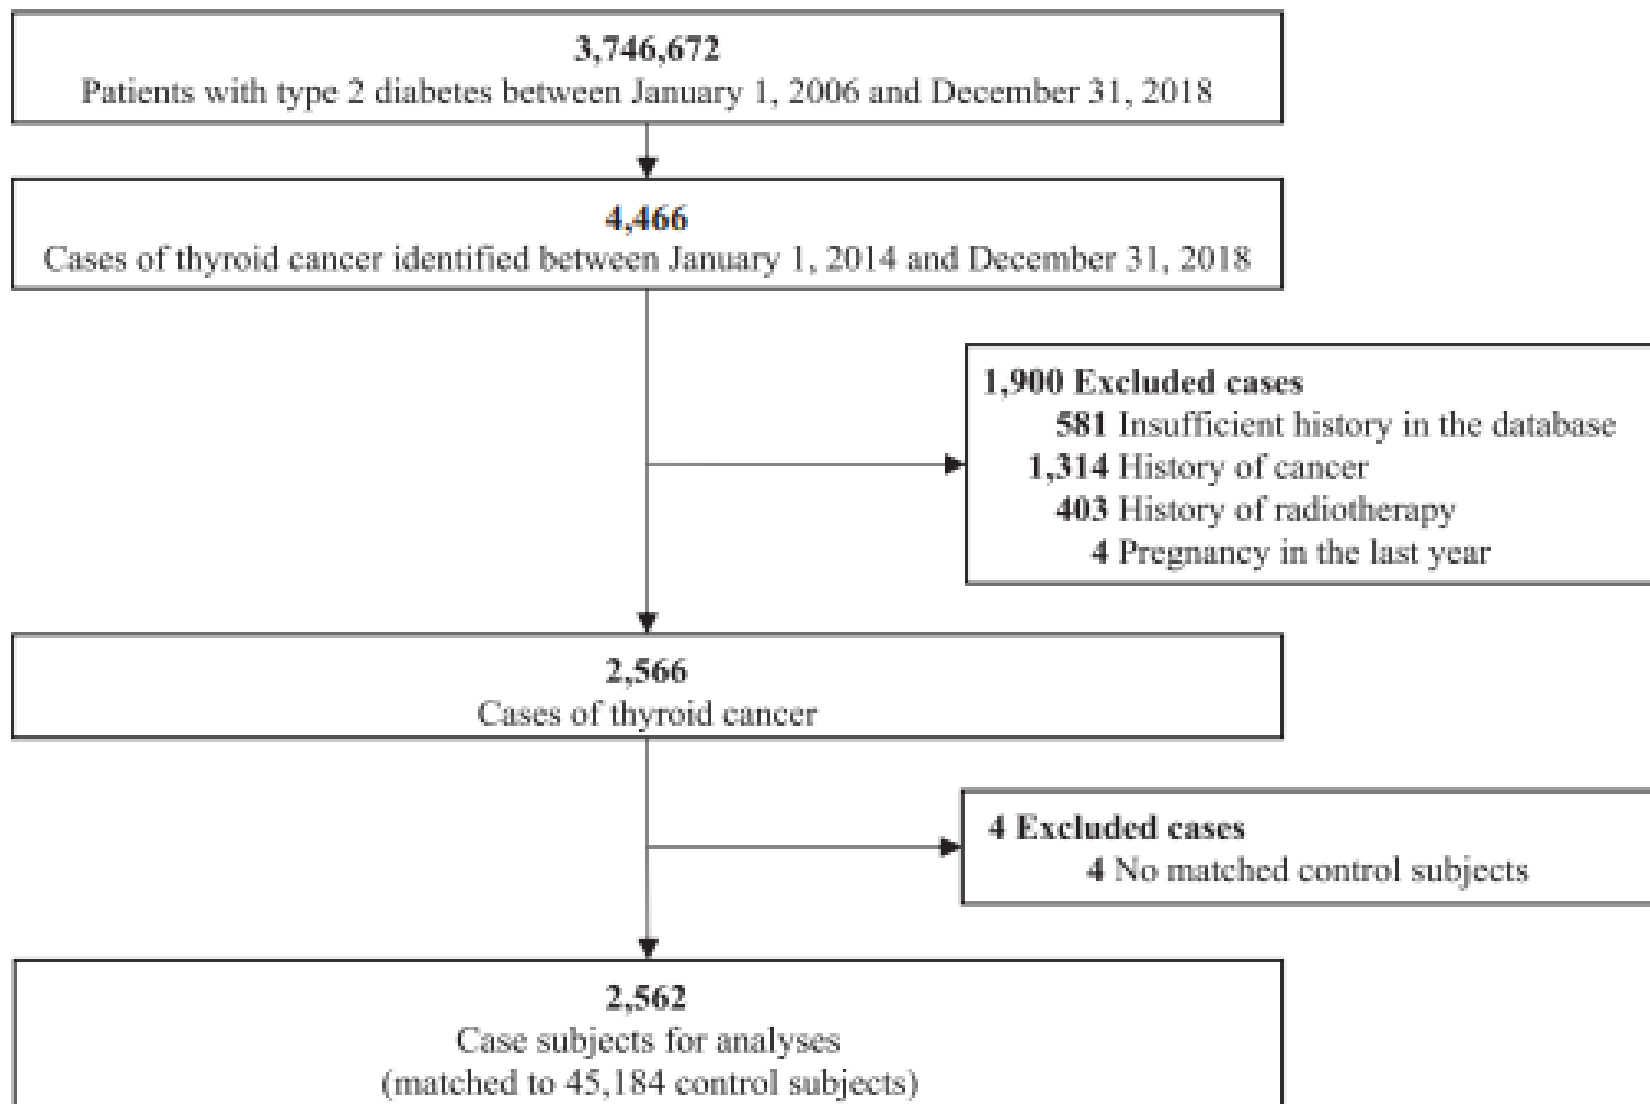 3,746,672
Patients with type 2 diabetes between January 1, 2006 and December 31, 2018
4,466
Cases of thyroid cancer identified between January 1, 2014 and December 31, 2018
1,900 Excluded cases
581 Insufficient history in the database
1,314 History of cancer
403 History of radiotherapy
4 Pregnancy in the last year
2,566
Cases of thyroid cancer
4 Excluded cases
4 No matched control subjects
2,562
Case subjects for analyses
(matched to 45,184 control subjects)